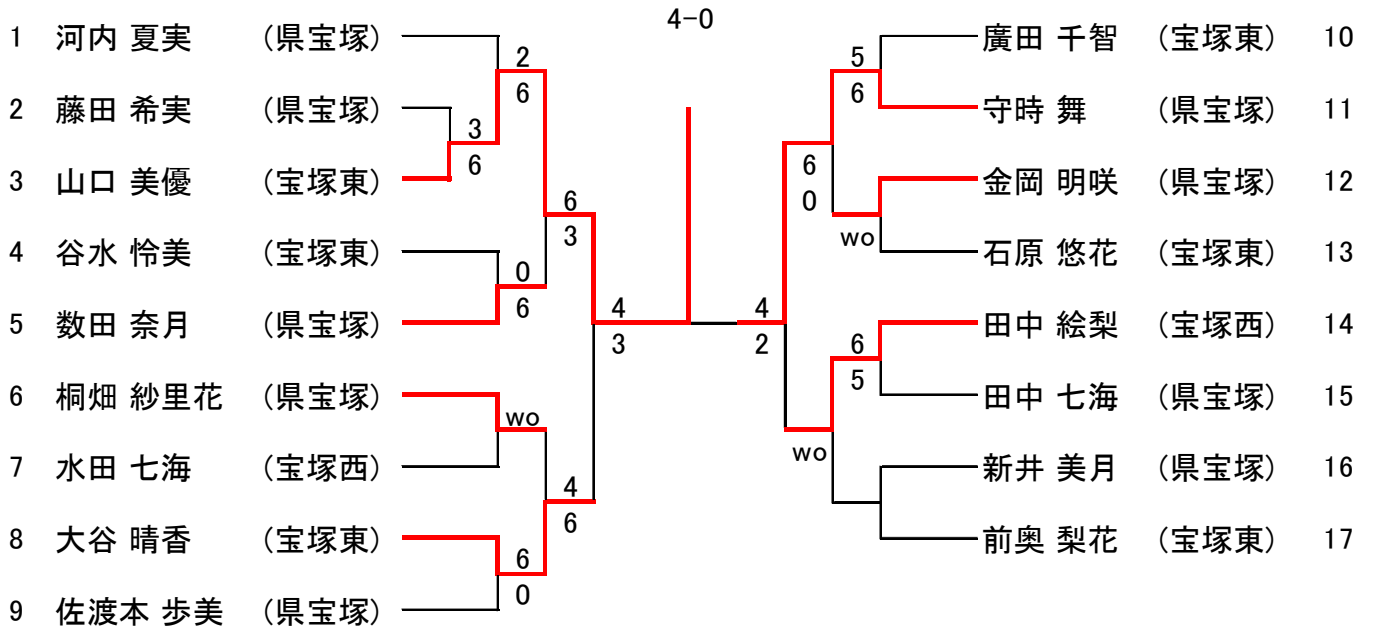 4-0
1 河内 夏実 (県宝塚)
2
6
2 藤田 希実 (県宝塚)
3
6
3 山口 美優 (宝塚東)
6
3
4 谷水 怜美 (宝塚東)
0
6
5 数田 奈月 (県宝塚)
4
3
6 桐畑 紗里花 (県宝塚)
wo
7 水田 七海 (宝塚西)
4
6
8 大谷 晴香 (宝塚東)
6
0
9 佐渡本 歩美 (県宝塚)
廣田 千智 (宝塚東) 10
5
6
守時 舞 (県宝塚) 11
6
0
金岡 明咲 (県宝塚) 12
wo
石原 悠花 (宝塚東) 13
4
2
田中 絵梨 (宝塚西) 14
6
5
田中 七海 (県宝塚) 15
wo
新井 美月 (県宝塚) 16
前奥 梨花 (宝塚東) 17